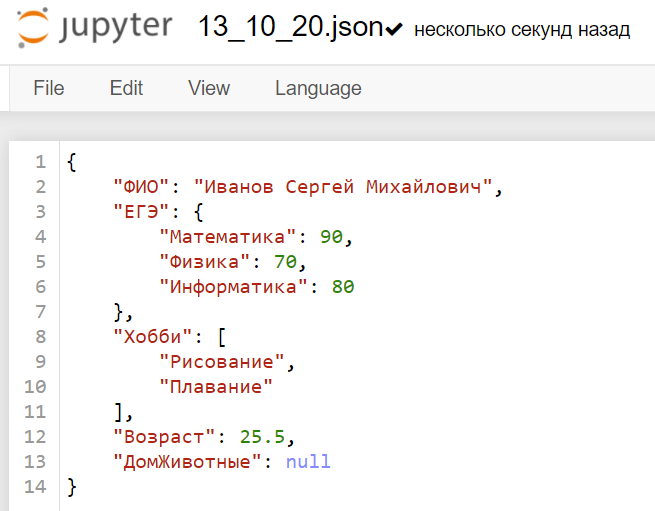 jupyter 13_10_20.json✔ несколько секунд назад
File Edit View Language
1 {
2     "ФИО": "Иванов Сергей Михайлович",
3     "ЕГЭ": {
4         "Математика": 90,
5         "Физика": 70,
6         "Информатика": 80
7     },
8     "Хобби": [
9         "Рисование",
10         "Плавание"
11     ],
12     "Возраст": 25.5,
13     "ДомЖивотные": null
14 }